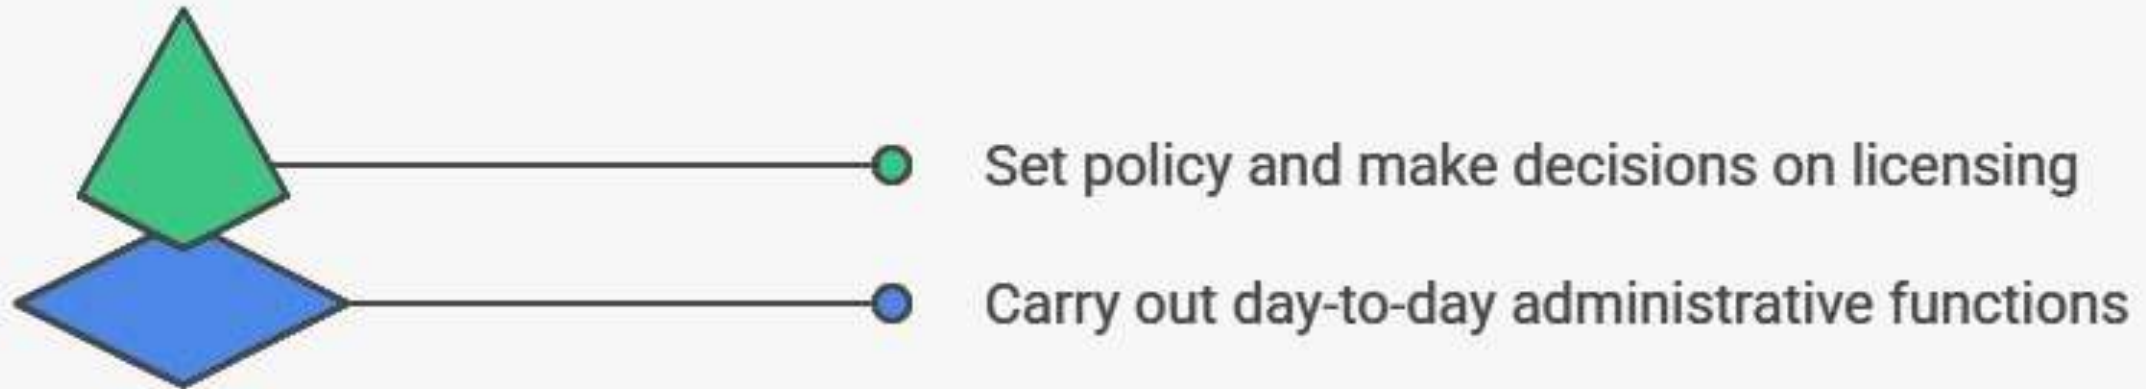 Set policy and make decisions on licensing
Carry out day-to-day administrative functions